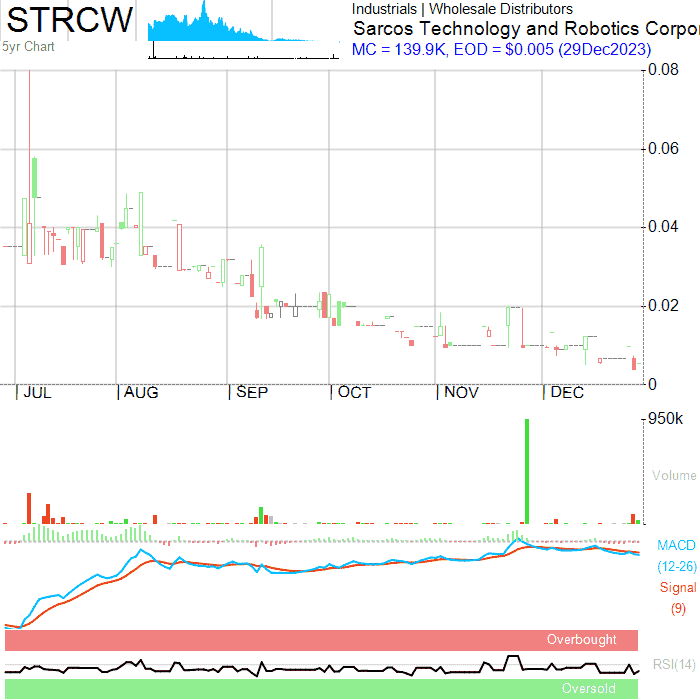 STRCW
5yr Chart
Industrials | Wholesale Distributors
Sarcos Technology and Robotics Corpor
MC = 139.9K, EOD = $0.005 (29Dec2023)
0.08
0.06
0.04
0.02
0
JUL AUG SEP OCT NOV DEC
950k
Volume
MACD
(12-26)
Signal
(9)
Overbought
RSI(14)
Oversold